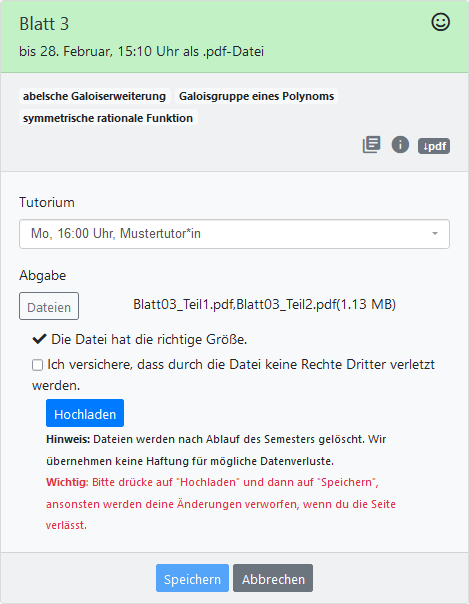 Blatt 3
bis 28. Februar, 15:10 Uhr als .pdf-Datei
abelsche Galoiserweiterung Galoisgruppe eines Polynoms
symmetrische rationale Funktion
↓pdf
Tutorium
Mo, 16:00 Uhr, Mustertutor*in
Abgabe
Dateien Blatt03_Teil1.pdf,Blatt03_Teil2.pdf(1.13 MB)
Die Datei hat die richtige Größe.
Ich versichere, dass durch die Datei keine Rechte Dritter verletzt
werden.
Hochladen
Hinweis: Dateien werden nach Ablauf des Semesters gelöscht. Wir
übernehmen keine Haftung für mögliche Datenverluste.
Wichtig: Bitte drücke auf "Hochladen" und dann auf "Speichern",
ansonsten werden deine Änderungen verworfen, wenn du die Seite
verlässt.
Speichern Abbrechen